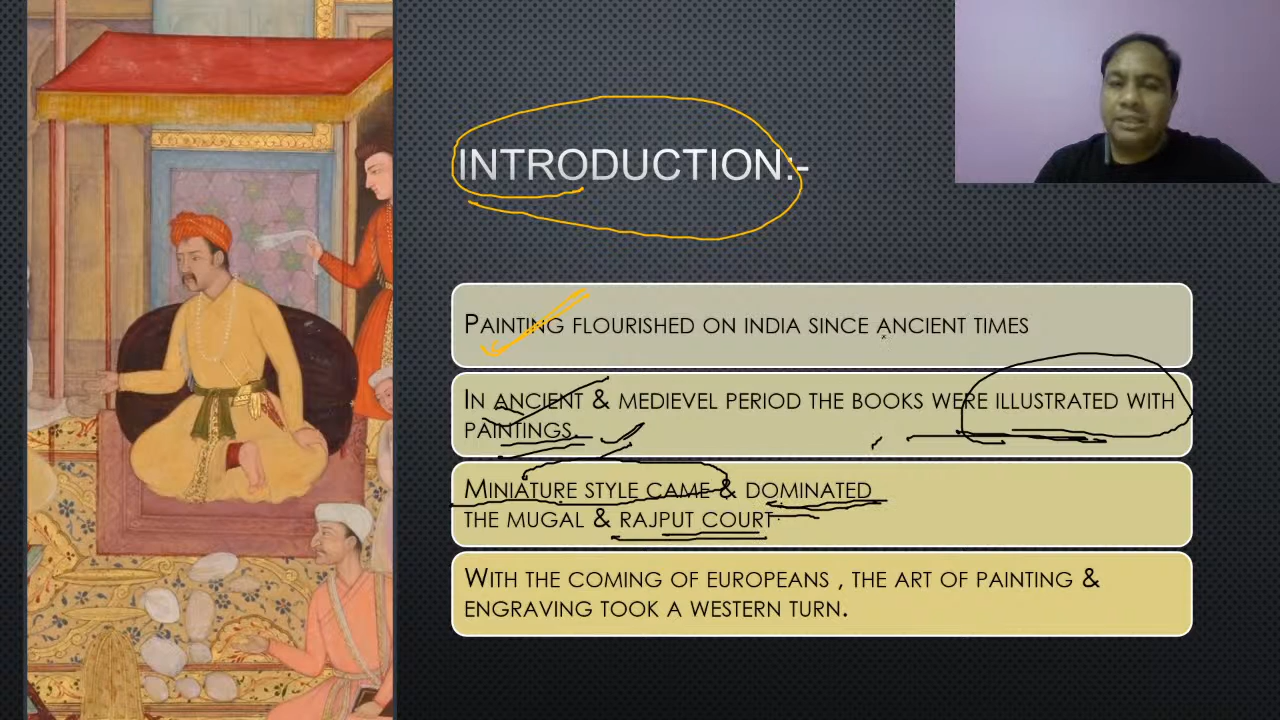 INTRODUCTION:-
PAINTING FLOURISHED ON INDIA SINCE ANCIENT TIMES
IN ANCIENT & MEDIEVEL PERIOD THE BOOKS WERE ILLUSTRATED WITH
PAINTINGS.
MINIATURE STYLE CAME & DOMINATED
THE MUGAL & RAJPUT COURT
WITH THE COMING OF EUROPEANS , THE ART OF PAINTING &
ENGRAVING TOOK A WESTERN TURN.